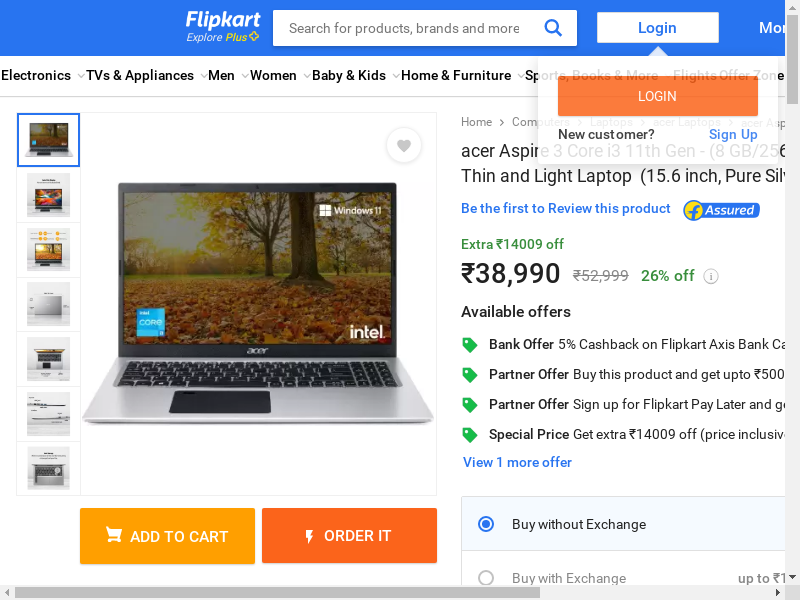 Flipkart
Explore Plus
Search for products, brands and more
Login
Mor
Electronics
TVs & Appliances
Men
Women
Baby & Kids
Home & Furniture
Sports, Books & More
Flights
Offer Zone
LOGIN
New customer?
Sign Up
Home
Computers
Laptops
acer Laptops
acer Asp
acer Aspire 3 Core i3 11th Gen - (8 GB/256
Thin and Light Laptop (15.6 inch, Pure Silv
Be the first to Review this product
Assured
Extra ₹14009 off
₹38,990 ₹52,999 26% off i
Available offers
Bank Offer 5% Cashback on Flipkart Axis Bank Ca
Partner Offer Buy this product and get upto ₹500
Partner Offer Sign up for Flipkart Pay Later and ge
Special Price Get extra ₹14009 off (price inclusiv
View 1 more offer
Windows 11
intel
CORE
i3
intel
acer
ADD TO CART
ORDER IT
Buy without Exchange
Buy with Exchange
up to ₹1